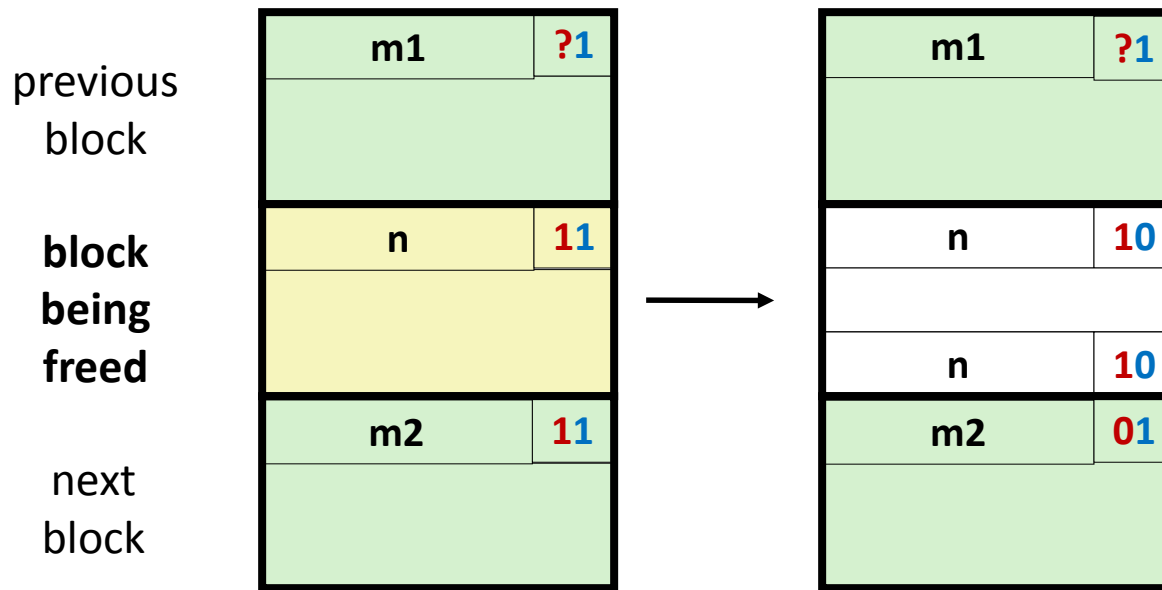 previous
block
m1 ?1
m1 ?1
block
being
freed
n 11
n 10
n 10
next
block
m2 11
m2 01